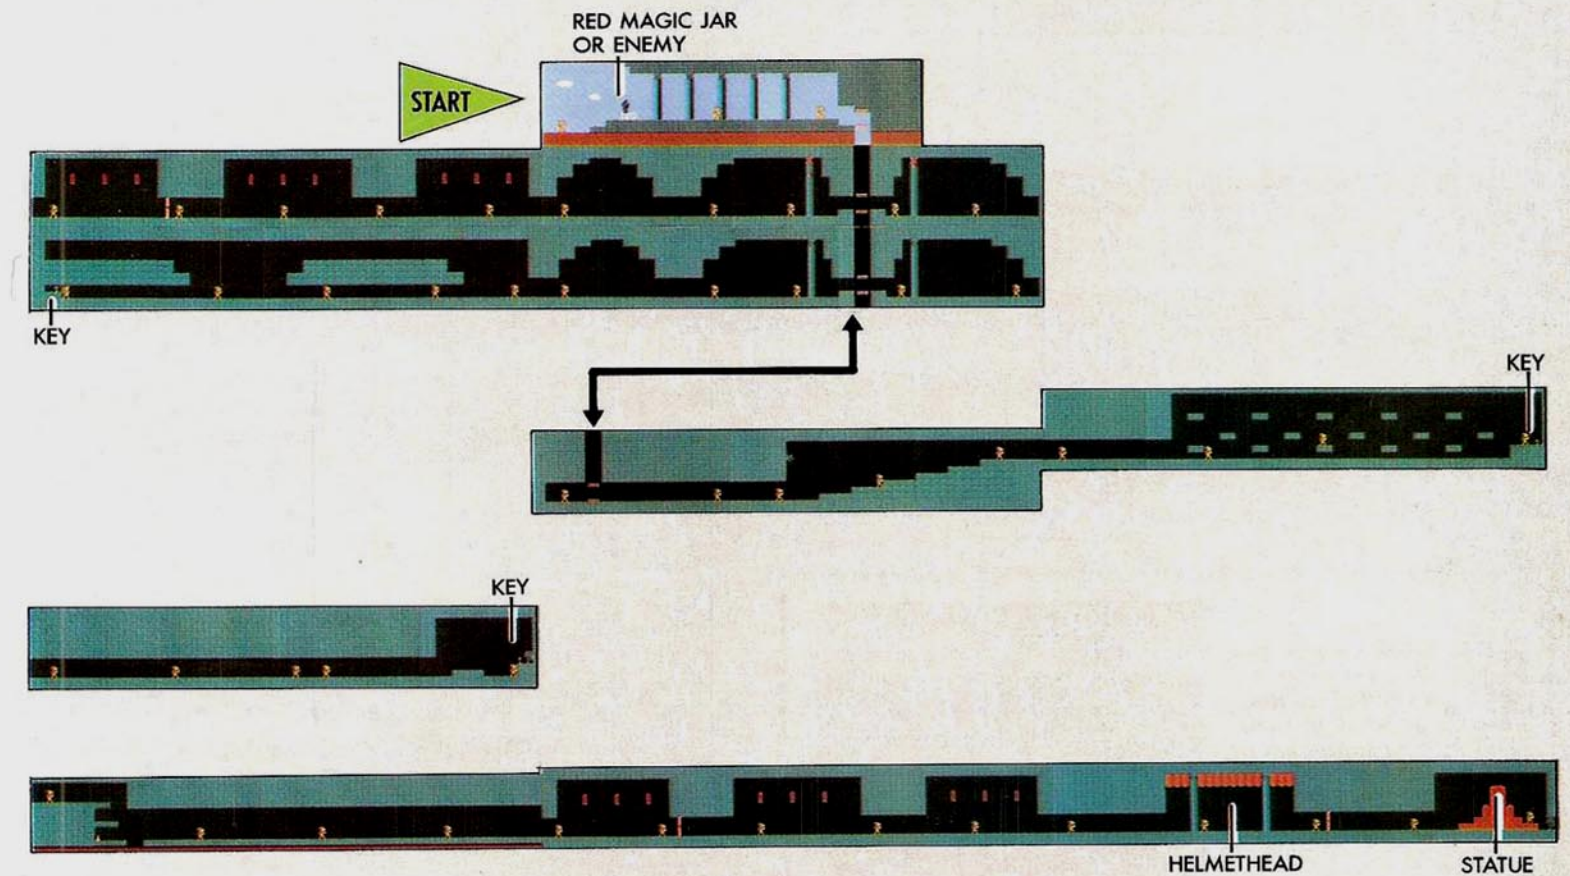 RED MAGIC JAR
OR ENEMY
START
KEY
KEY
KEY
HELMETHEAD
STATUE